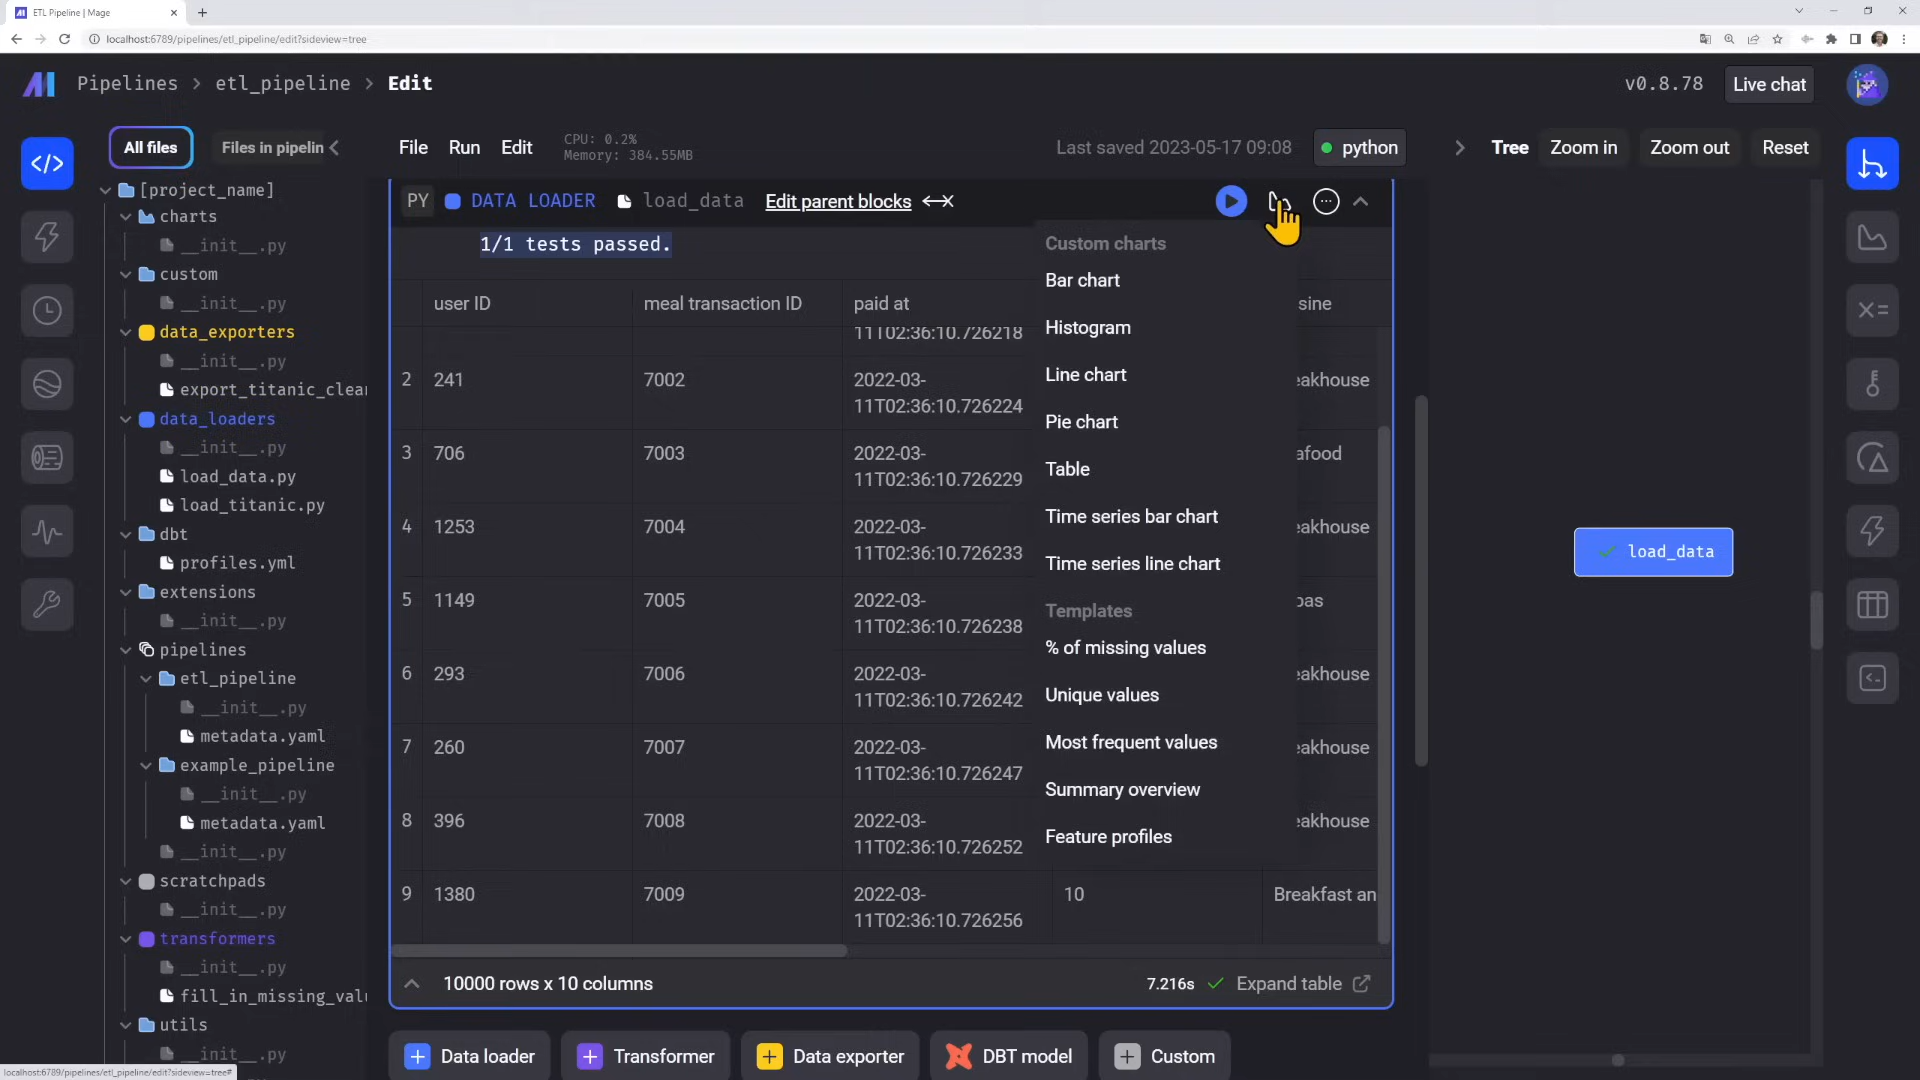 ETL Pipeline | Mage
localhost:6789/pipelines/etl_pipeline/edit?sideview=tree
Pipelines > etl_pipeline > Edit
v0.8.78
Live chat
All files
Files in pipelin
File Run Edit
CPU: 0.2%
Memory: 384.55MB
Last saved 2023-05-17 09:08
python
Tree
Zoom in
Zoom out
Reset
[project_name]
charts
__init__.py
custom
__init__.py
data_exporters
__init__.py
export_titanic_clea
data_loaders
__init__.py
load_data.py
load_titanic.py
dbt
profiles.yml
extensions
__init__.py
pipelines
etl_pipeline
__init__.py
metadata.yaml
example_pipeline
__init__.py
metadata.yaml
__init__.py
scratchpads
__init__.py
transformers
__init__.py
fill_in_missing_val
utils
__init__.py
localhost:6789/pipelines/etl_pipeline/edit?sideview=tree#
PY DATA LOADER load_data Edit parent blocks
1/1 tests passed.
user ID meal transaction ID paid at sine
11T02:36:10.726218
2 241 7002 2022-03- eakhouse
11T02:36:10.726224
3 706 7003 2022-03- afood
11T02:36:10.726229
4 1253 7004 2022-03- eakhouse
11T02:36:10.726233
5 1149 7005 2022-03- pas
11T02:36:10.726238
6 293 7006 2022-03- eakhouse
11T02:36:10.726242
7 260 7007 2022-03- eakhouse
11T02:36:10.726247
8 396 7008 2022-03- eakhouse
11T02:36:10.726252
9 1380 7009 2022-03- 10 Breakfast an
11T02:36:10.726256
Custom charts
Bar chart
Histogram
Line chart
Pie chart
Table
Time series bar chart
Time series line chart
Templates
% of missing values
Unique values
Most frequent values
Summary overview
Feature profiles
10000 rows x 10 columns
7.216s
Expand table
Data loader
Transformer
Data exporter
DBT model
Custom
load_data